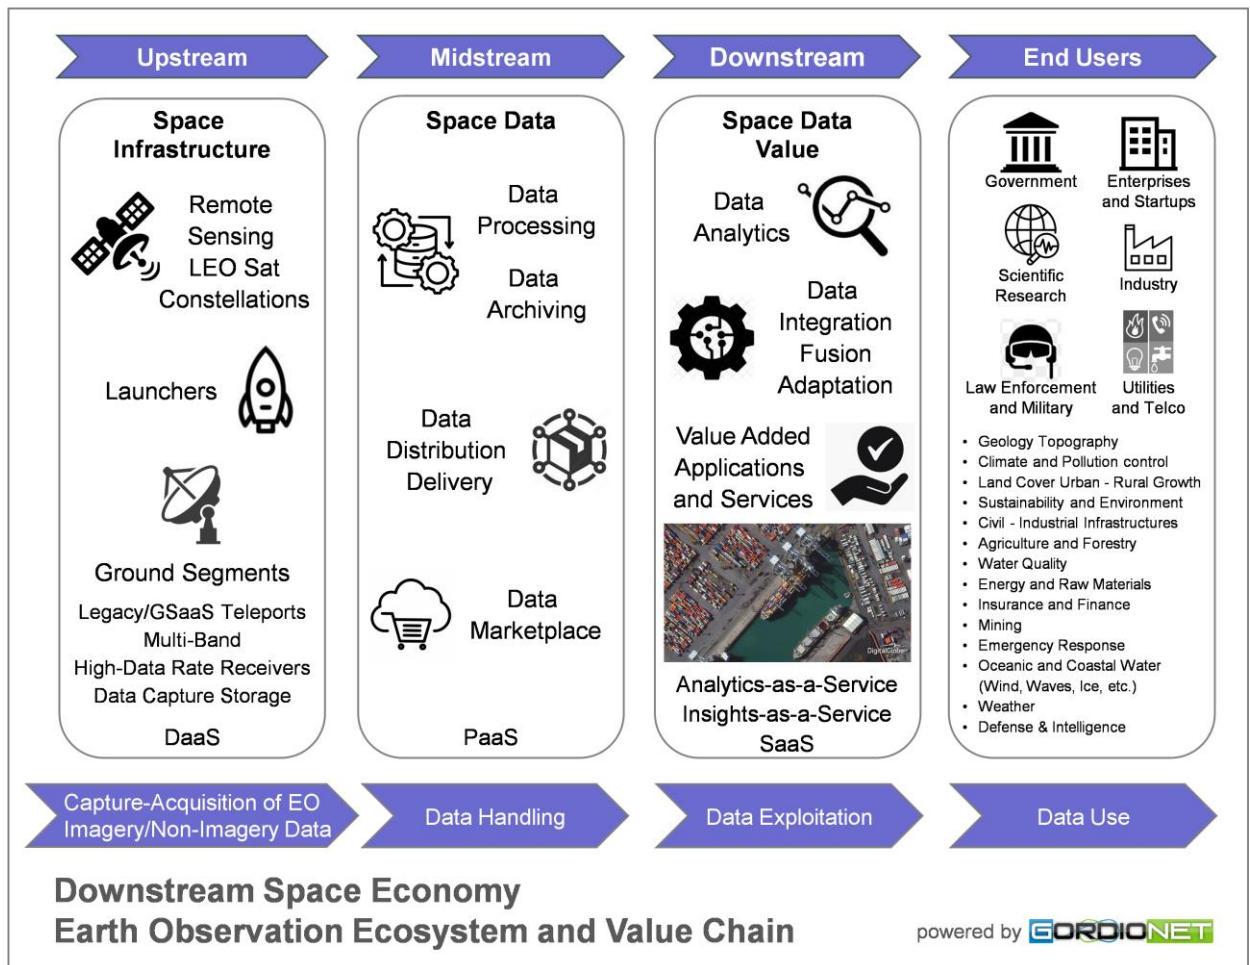 Upstream
Midstream
Downstream
End Users
Space
Infrastructure
Remote
Sensing
LEO Sat
Constellations
Launchers
Ground Segments
Legacy/GSaaS Teleports
Multi-Band
High-Data Rate Receivers
Data Capture Storage
DaaS
Space Data
Data
Processing
Data
Archiving
Data
Distribution
Delivery
Data
Marketplace
PaaS
Space Data
Value
Data
Analytics
Data
Integration
Fusion
Adaptation
Value Added
Applications
and Services
DigitalGlobe
Analytics-as-a-Service
Insights-as-a-Service
SaaS
Government
Enterprises
and Startups
Scientific
Research
Industry
Law Enforcement
and Military
Utilities
and Telco
• Geology Topography
• Climate and Pollution control
• Land Cover Urban - Rural Growth
• Sustainability and Environment
• Civil - Industrial Infrastructures
• Agriculture and Forestry
• Water Quality
• Energy and Raw Materials
• Insurance and Finance
• Mining
• Emergency Response
• Oceanic and Coastal Water
(Wind, Waves, Ice, etc.)
• Weather
• Defense & Intelligence
Capture-Acquisition of EO
Imagery/Non-Imagery Data
Data Handling
Data Exploitation
Data Use
Downstream Space Economy
Earth Observation Ecosystem and Value Chain
powered by GORDIONET